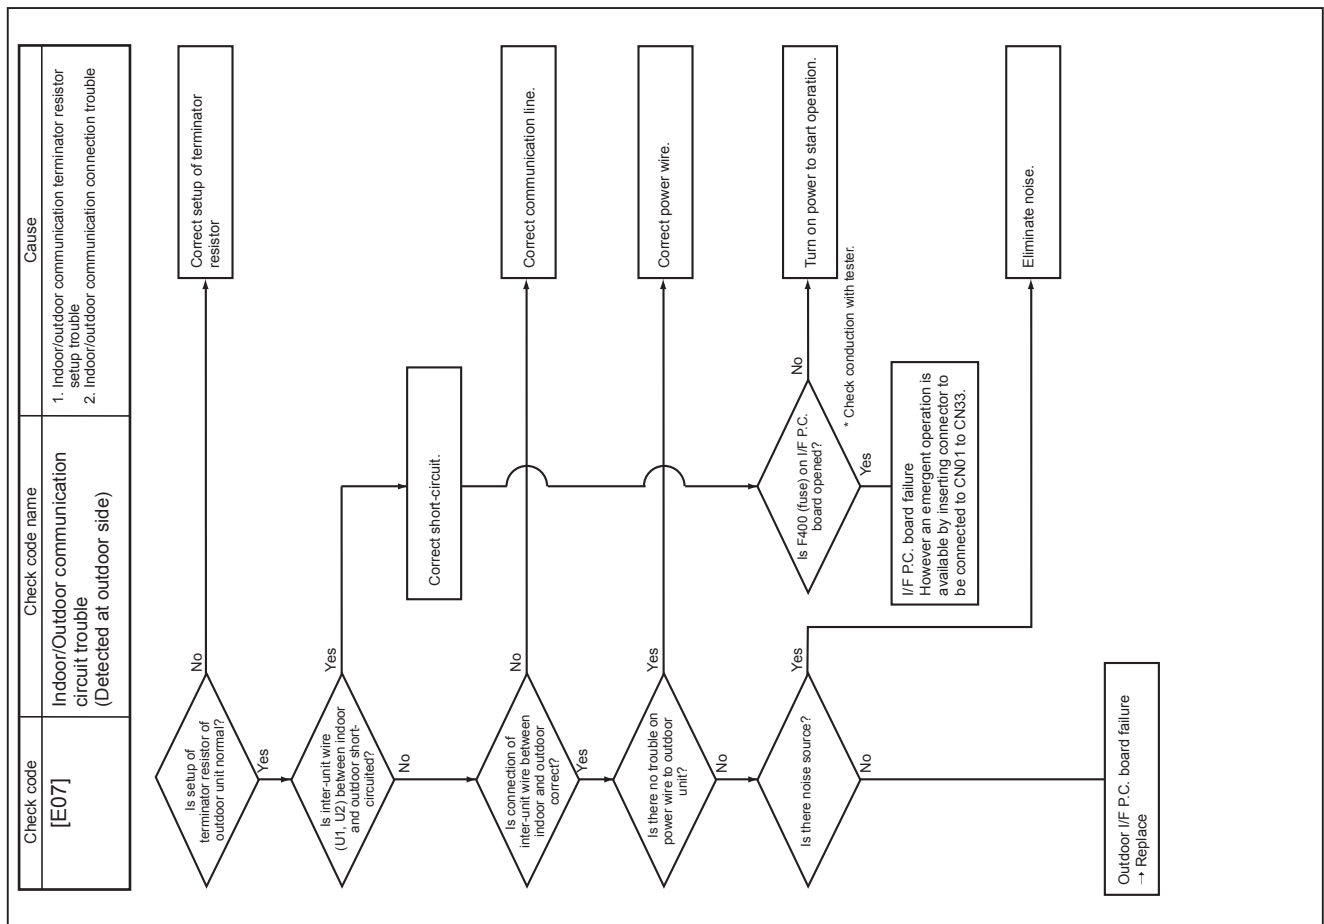 Check code
Check code name
Cause
[E07]
Indoor/Outdoor communication
circuit trouble
(Detected at outdoor side)
1. Indoor/outdoor communication terminator resistor
setup trouble
2. Indoor/outdoor communication connection trouble
Is setup of
terminator resistor of
outdoor unit normal?
No
Correct setup of terminator
resistor
Yes
Is inter-unit wire
(U1, U2) between indoor
and outdoor short-
circuited?
Yes
Correct short-circuit.
No
Is connection of
inter-unit wire between
indoor and outdoor
correct?
No
Correct communication line.
Yes
Is there no trouble on
power wire to outdoor
unit?
Yes
Correct power wire.
No
Is F400 (fuse) on I/F P.C.
board opened?
No
Turn on power to start operation.
* Check conduction with tester.
Yes
I/F P.C. board failure
However an emergent operation is
available by inserting connector to
be connected to CN01 to CN33.
Is there noise source?
Yes
Eliminate noise.
No
Outdoor I/F P.C. board failure
→ Replace